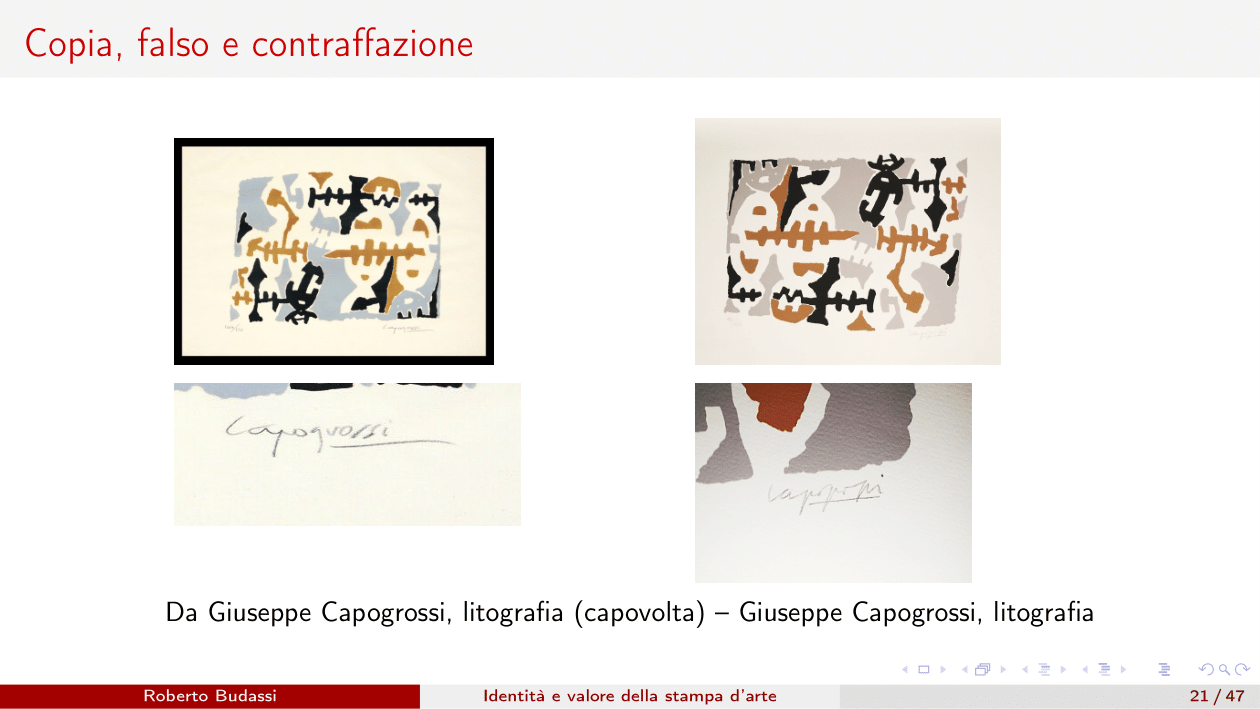 Copia, falso e contraffazione
Capogrossi
Da Giuseppe Capogrossi, litografia (capovolta) – Giuseppe Capogrossi, litografia
Roberto Budassi
Identità e valore della stampa d'arte
21 / 47